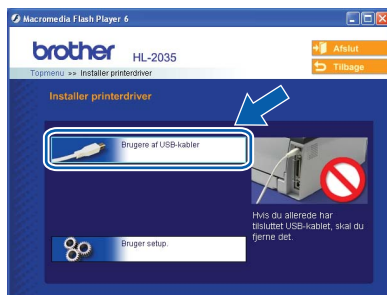 Macromedia Flash Player 6
brother HL-2035
Afslut
Topmenu »» Installer printerdriver
Tilbage
Installer printerdriver
Brugere af USB-kabler
Hvis du allerede har
tilsluttet USB-kablet, skal du
fjerne det.
Bruger setup.